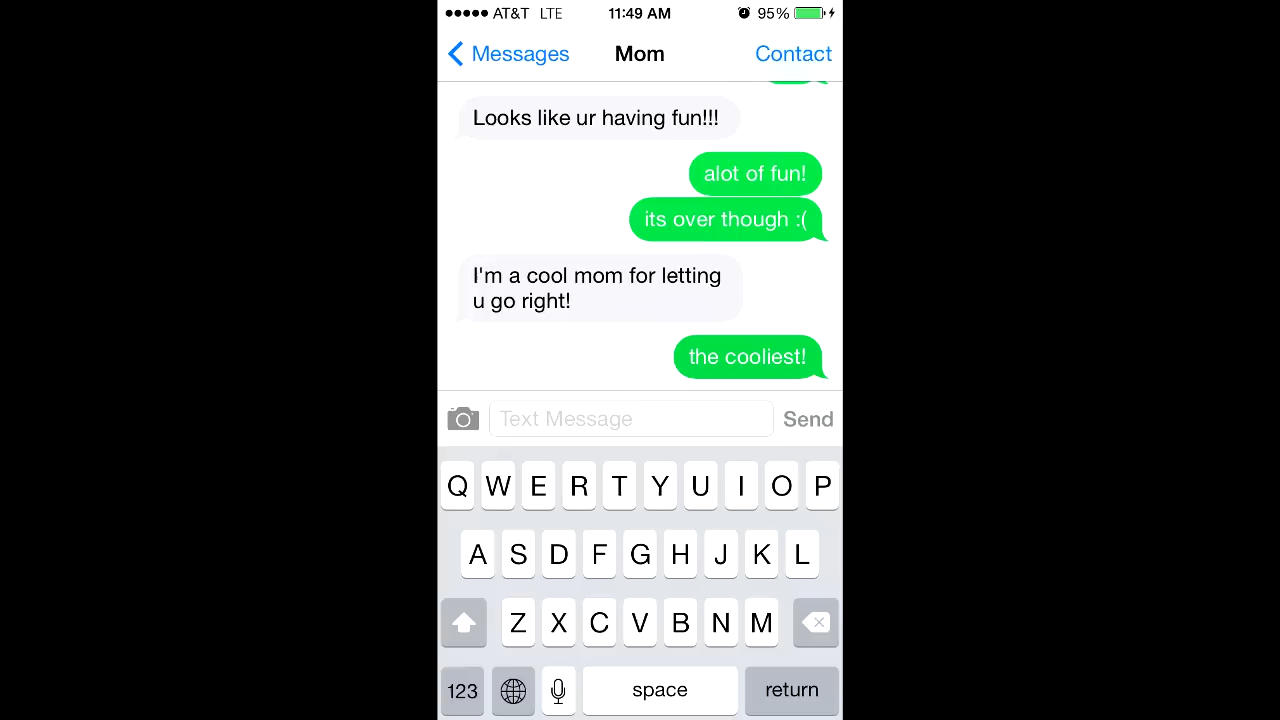 AT&T LTE 11:49 AM 95%
Messages Mom Contact
Looks like ur having fun!!!
alot of fun!
its over though :(
I'm a cool mom for letting
u go right!
the cooliest!
Text Message Send
Q W E R T Y U I O P
A S D F G H J K L
Z X C V B N M
123 space return